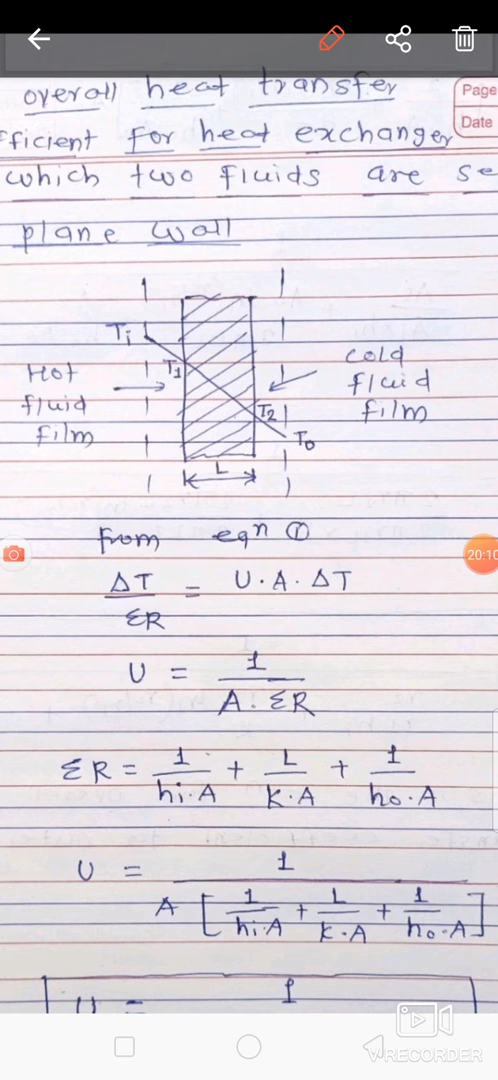 overall heat transfer
Page
fficient for heat exchanger
Date
which two fluids are se
plane wall
Ti
T1
Hot
fluid
film
cold
fluid
film
T2
To
L
from eqn ①
ΔT/ΣR = U·A·ΔT
20:10
U = 1/(A·ΣR)
ΣR = 1/(hi·A) + L/(K·A) + 1/(ho·A)
U = 1/(A [1/(hi·A) + L/(K·A) + 1/(ho·A)])
U = 1
VRECORDER